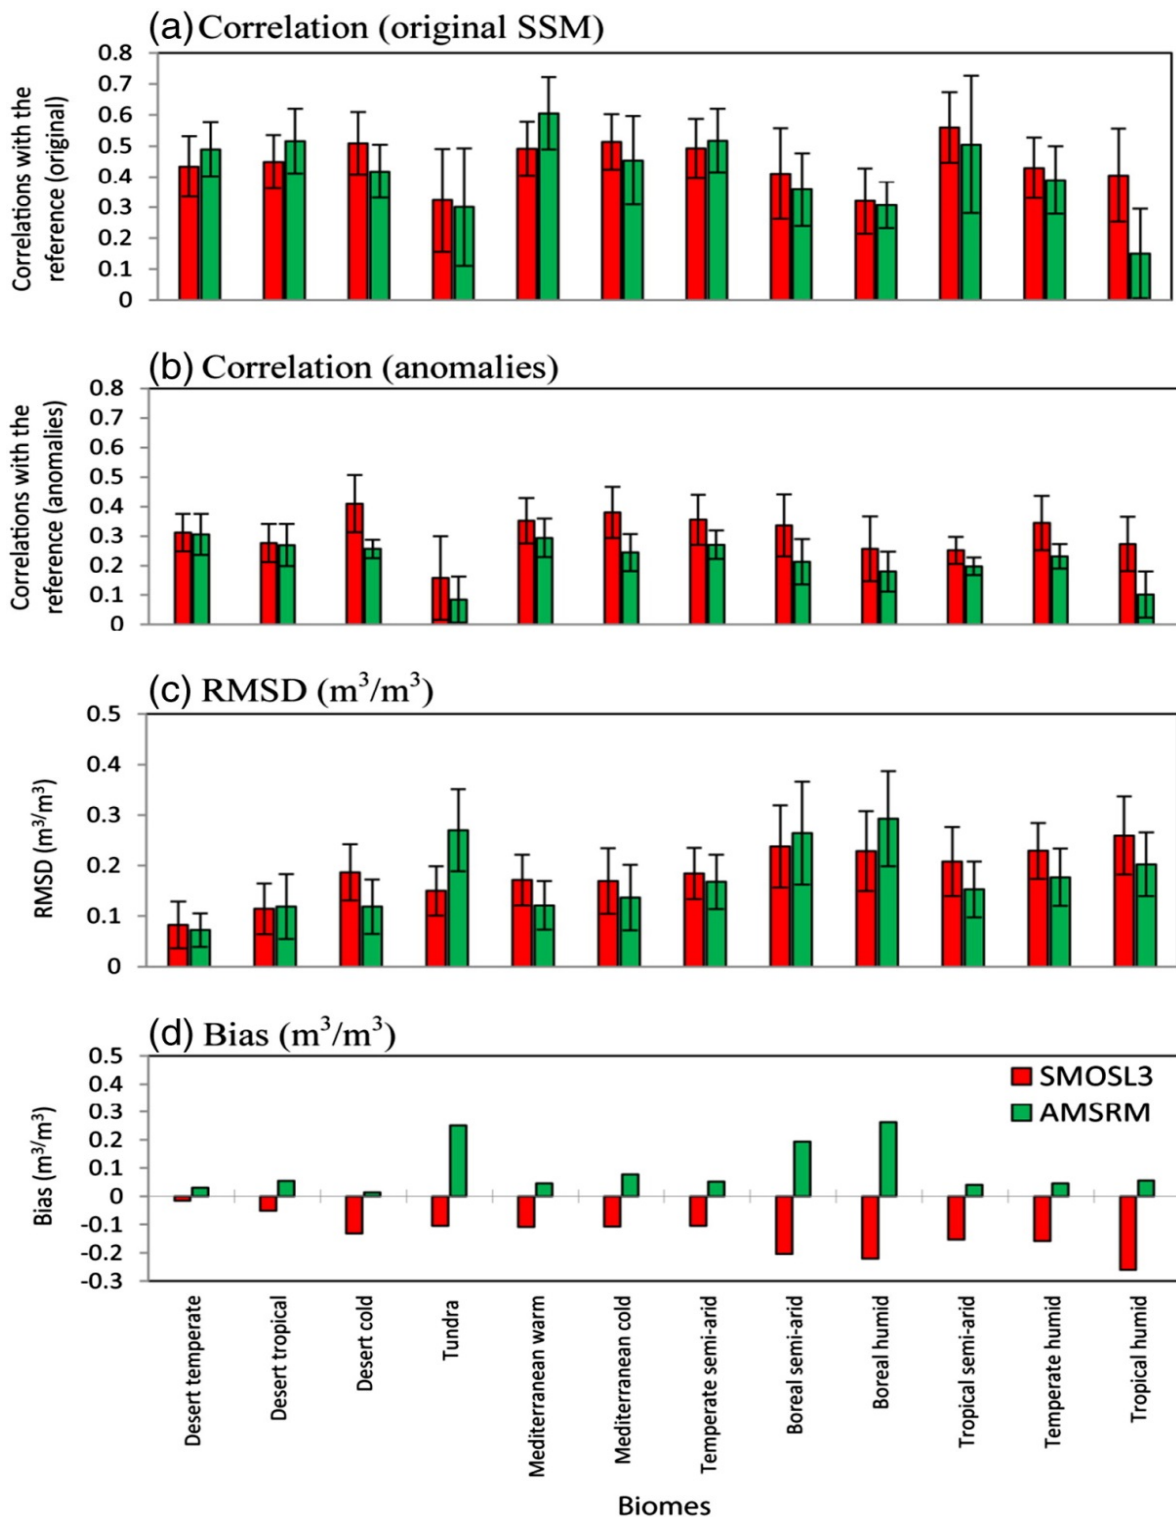 (a) Correlation (original SSM)
Correlations with the
reference (original)
0.8
0.7
0.6
0.5
0.4
0.3
0.2
0.1
0
(b) Correlation (anomalies)
Correlations with the
reference (anomalies)
0.8
0.7
0.6
0.5
0.4
0.3
0.2
0.1
0
(c) RMSD (m³/m³)
RMSD (m³/m³)
0.5
0.4
0.3
0.2
0.1
0
(d) Bias (m³/m³)
Bias (m³/m³)
0.5
0.4
0.3
0.2
0.1
0
-0.1
-0.2
-0.3
SMOSL3
AMSRM
Desert temperate
Desert tropical
Desert cold
Tundra
Mediterranean warm
Mediterranean cold
Temperate semi-arid
Boreal semi-arid
Boreal humid
Tropical semi-arid
Temperate humid
Tropical humid
Biomes